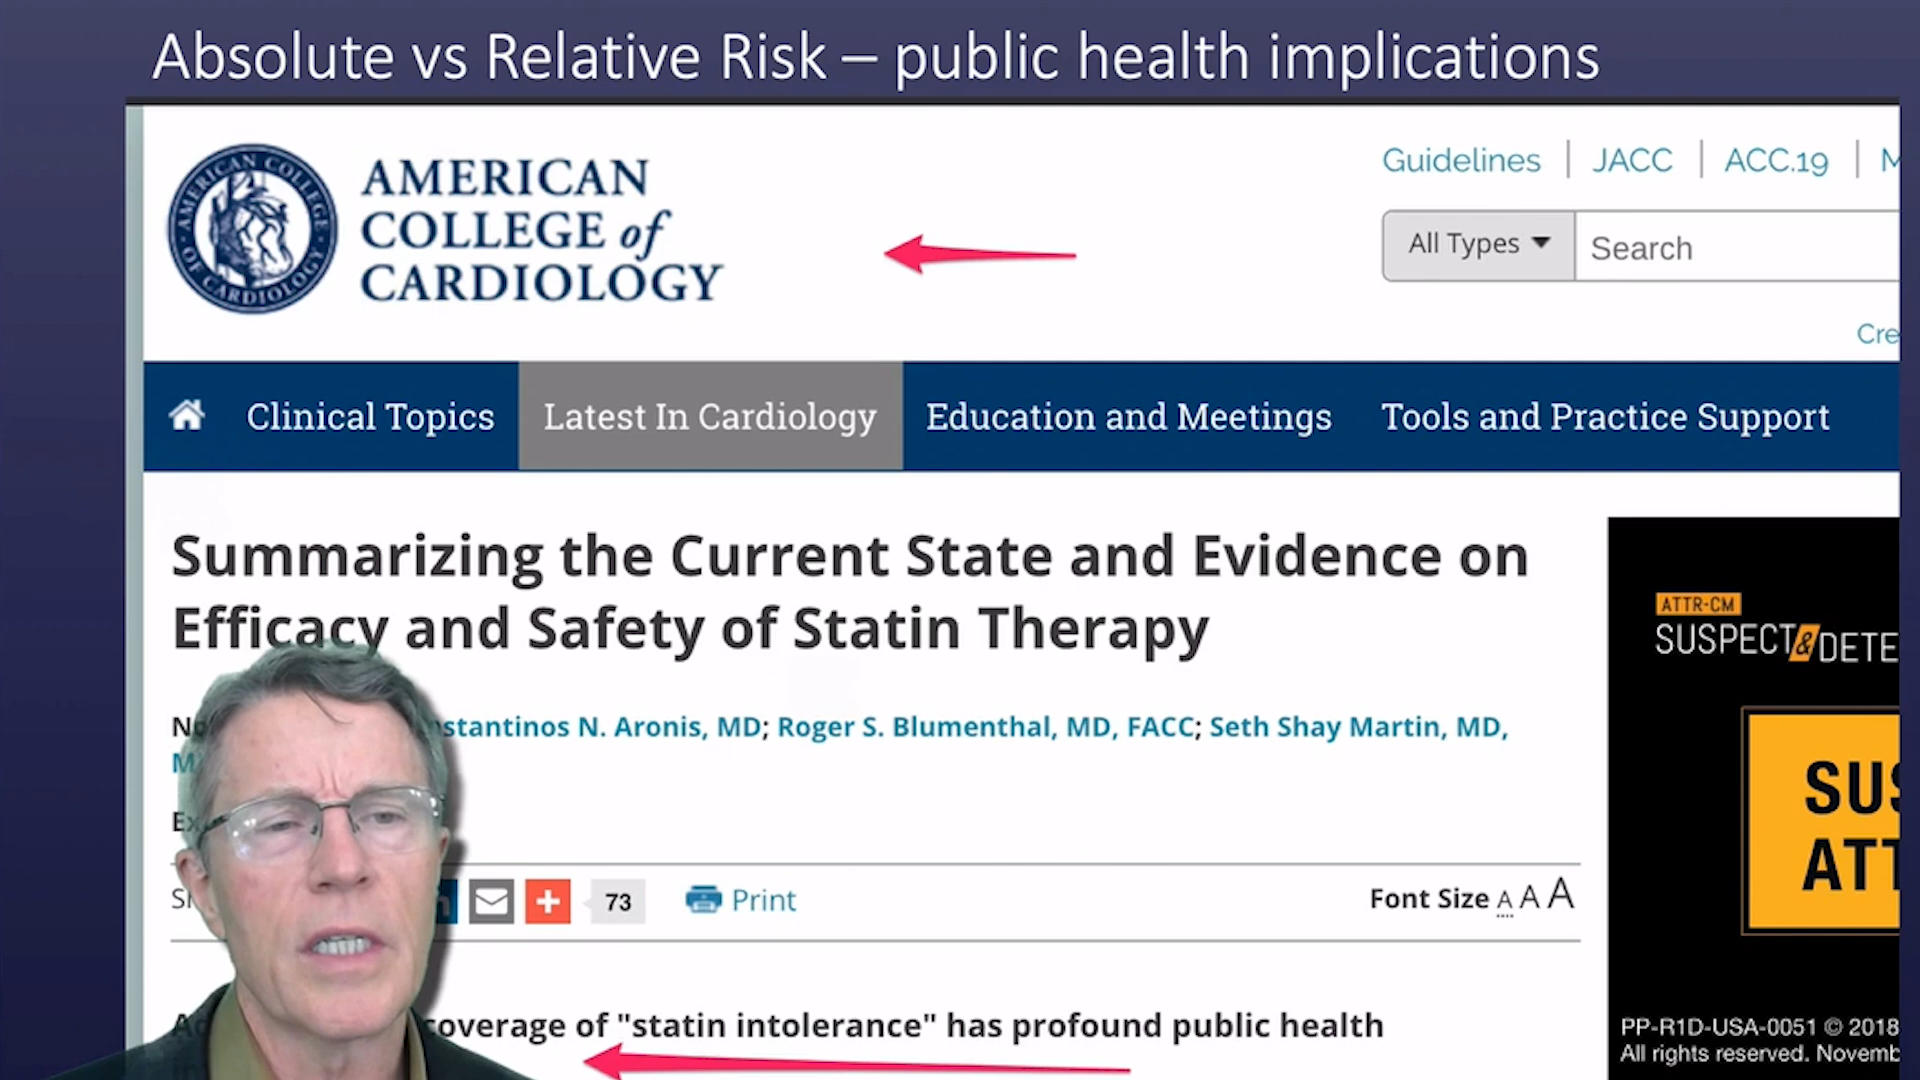 Absolute vs Relative Risk – public health implications
AMERICAN COLLEGE OF CARDIOLOGY
AMERICAN
COLLEGE of
CARDIOLOGY
Guidelines | JACC | ACC.19 |
All Types Search
Clinical Topics Latest In Cardiology Education and Meetings Tools and Practice Support
Summarizing the Current State and Evidence on
Efficacy and Safety of Statin Therapy
N. Aronis, MD; Roger S. Blumenthal, MD, FACC; Seth Shay Martin, MD,
73 Print Font Size A A A
coverage of "statin intolerance" has profound public health
ATTR-CM
SUSPECT&
PP-R1D-USA-0051 © 2018
All rights reserved.